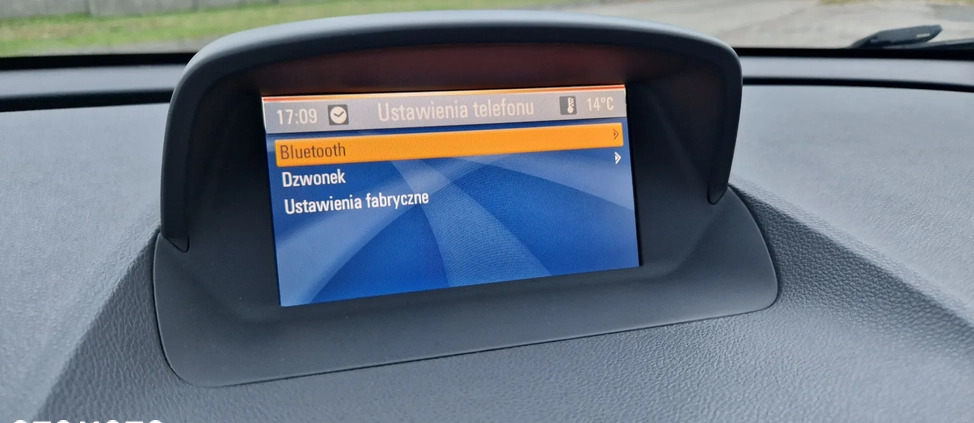 17:09 Ustawienia telefonu 14°C
Bluetooth
Dzwonek
Ustawienia fabryczne